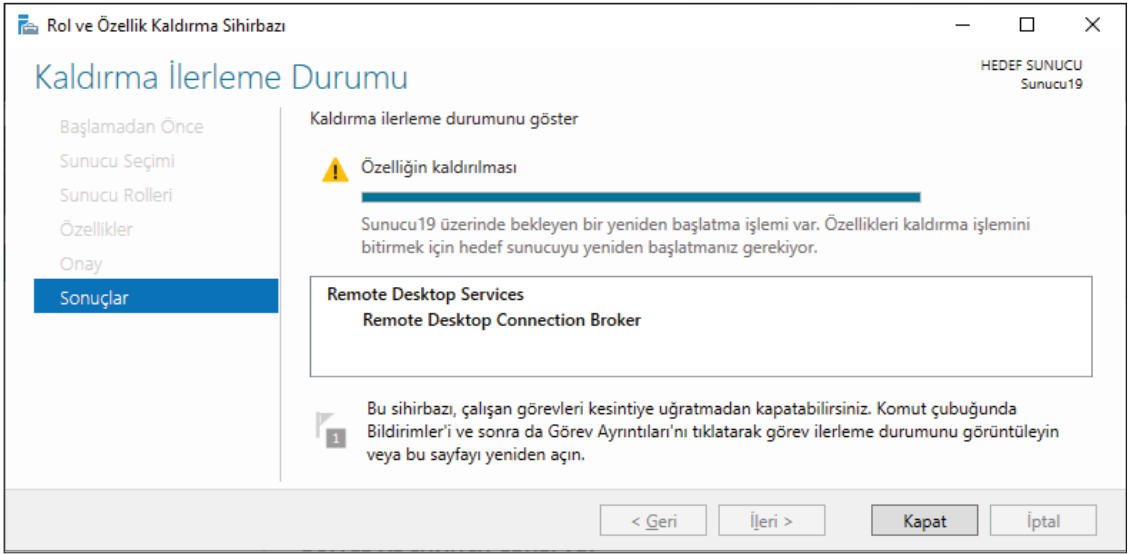 Rol ve Özellik Kaldırma Sihirbazı
Kaldırma İlerleme Durumu
HEDEF SUNUCU
Sunucu19
Başlamadan Önce
Sunucu Seçimi
Sunucu Rolleri
Özellikler
Onay
Sonuçlar
Kaldırma ilerleme durumunu göster
Özelliğin kaldırılması
Sunucu19 üzerinde bekleyen bir yeniden başlatma işlemi var. Özellikleri kaldırma işlemini
bitirmek için hedef sunucuyu yeniden başlatmanız gerekiyor.
Remote Desktop Services
Remote Desktop Connection Broker
1
Bu sihirbazı, çalışan görevleri kesintiye uğratmadan kapatabilirsiniz. Komut çubuğunda
Bildirimler'i ve sonra da Görev Ayrıntıları'nı tıklatarak görev ilerleme durumunu görüntüleyin
veya bu sayfayı yeniden açın.
< Geri
İleri >
Kapat
İptal